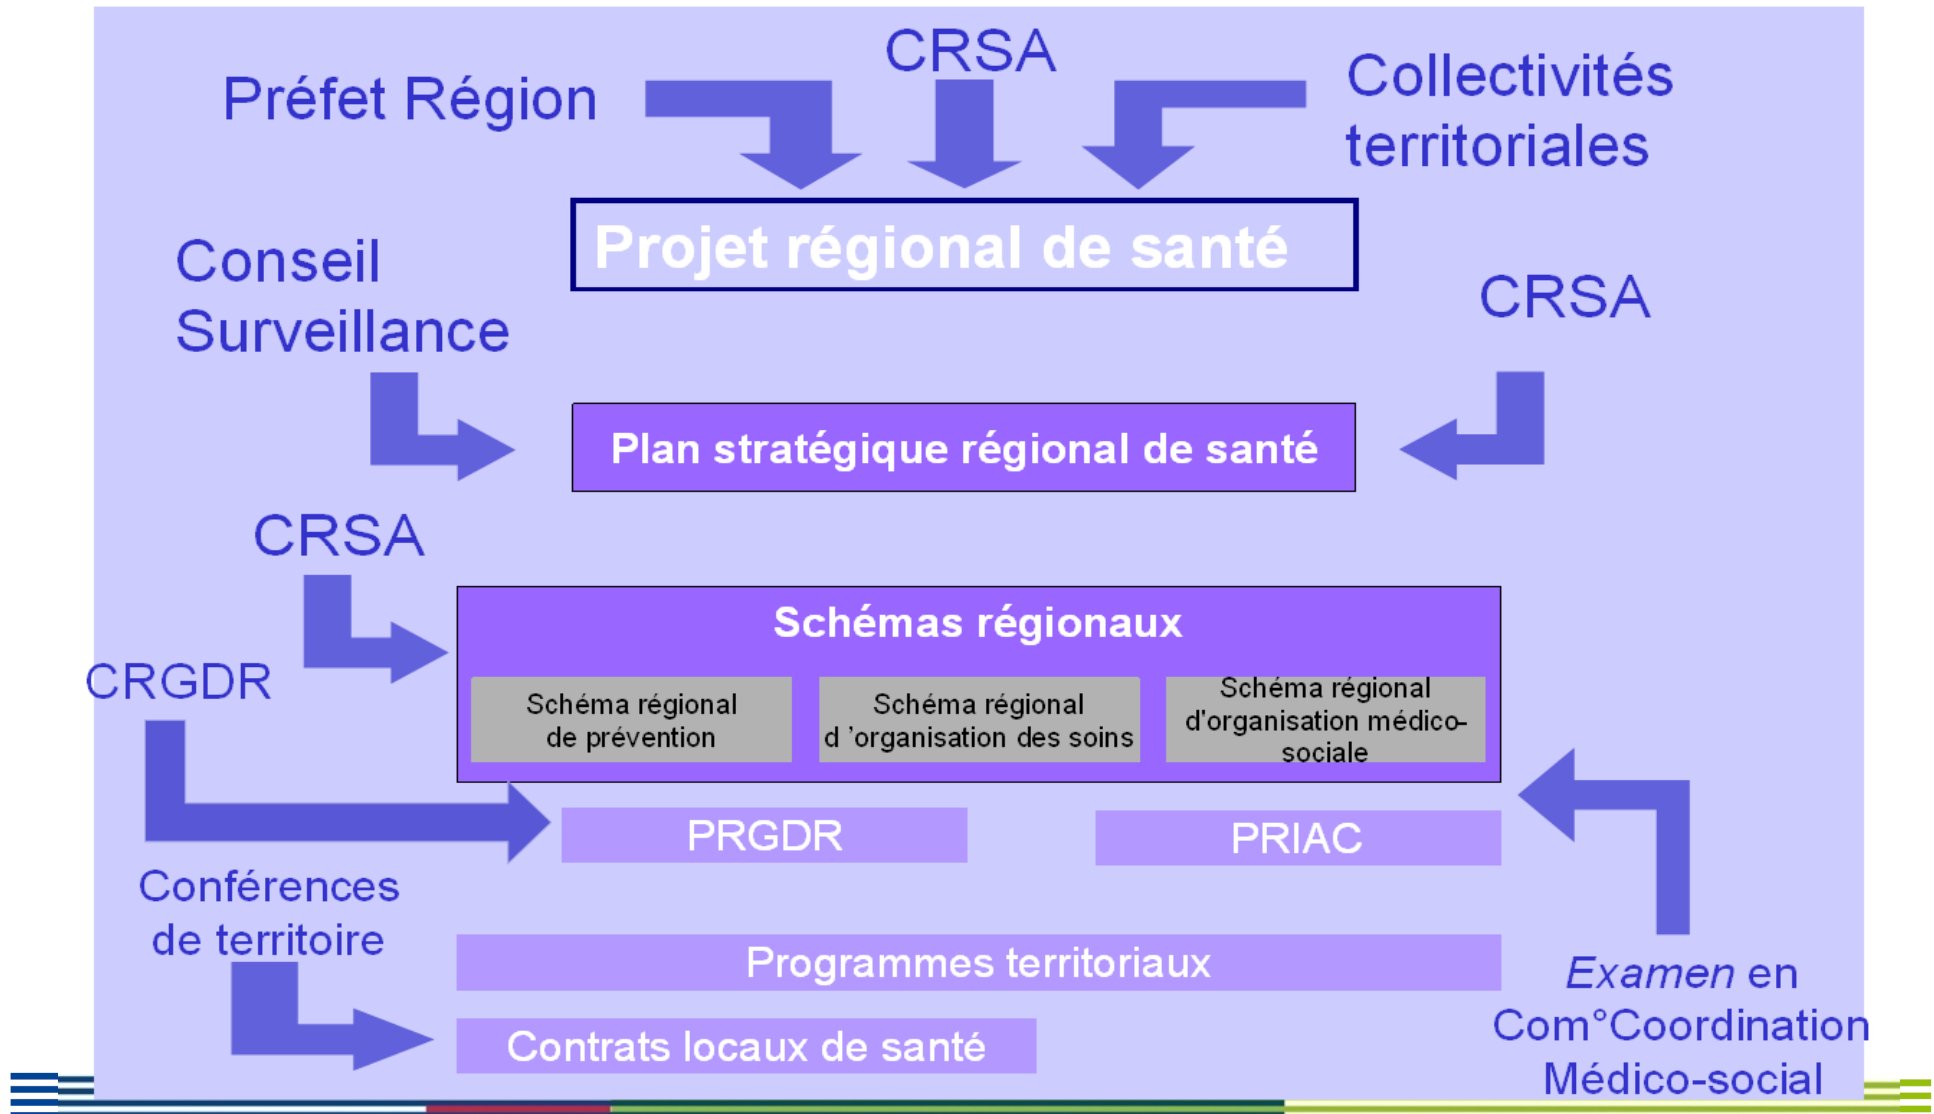 CRSA
Préfet Région
Collectivités
territoriales
Projet régional de santé
Conseil
Surveillance
CRSA
Plan stratégique régional de santé
CRSA
Schémas régionaux
CRGDR
Schéma régional
de prévention
Schéma régional
d ’organisation des soins
Schéma régional
d'organisation médico-
sociale
PRGDR
PRIAC
Conférences
de territoire
Programmes territoriaux
Examen en
Com°Coordination
Médico-social
Contrats locaux de santé